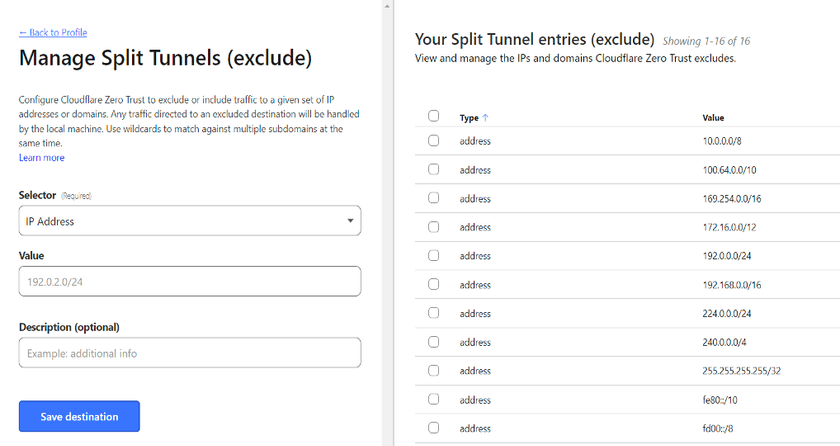 ← Back to Profile
Manage Split Tunnels (exclude)
Configure Cloudflare Zero Trust to exclude or include traffic to a given set of IP
addresses or domains. Any traffic directed to an excluded destination will be handled
by the local machine. Use wildcards to match against multiple subdomains at the
same time.
Learn more
Selector (Required)
IP Address
Value
192.0.2.0/24
Description (optional)
Example: additional info
Save destination
Your Split Tunnel entries (exclude) Showing 1-16 of 16
View and manage the IPs and domains Cloudflare Zero Trust excludes.
Type ↑ Value
address 10.0.0.0/8
address 100.64.0.0/10
address 169.254.0.0/16
address 172.16.0.0/12
address 192.0.0.0/24
address 192.168.0.0/16
address 224.0.0.0/24
address 240.0.0.0/4
address 255.255.255.255/32
address fe80::/10
address fd00::/8